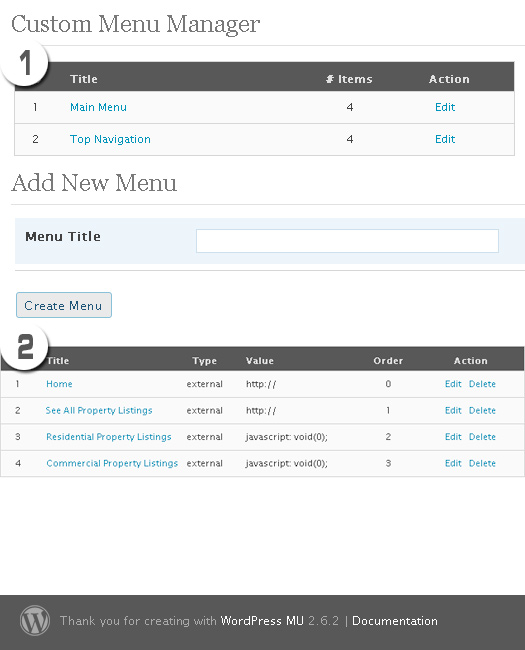 Custom Menu Manager
1
Title # Items Action
1 Main Menu 4 Edit
2 Top Navigation 4 Edit
Add New Menu
Menu Title
Create Menu
2
Title Type Value Order Action
1 Home external http:// 0 Edit Delete
2 See All Property Listings external http:// 1 Edit Delete
3 Residential Property Listings external javascript: void(0); 2 Edit Delete
4 Commercial Property Listings external javascript: void(0); 3 Edit Delete
Thank you for creating with WordPress MU 2.6.2 | Documentation